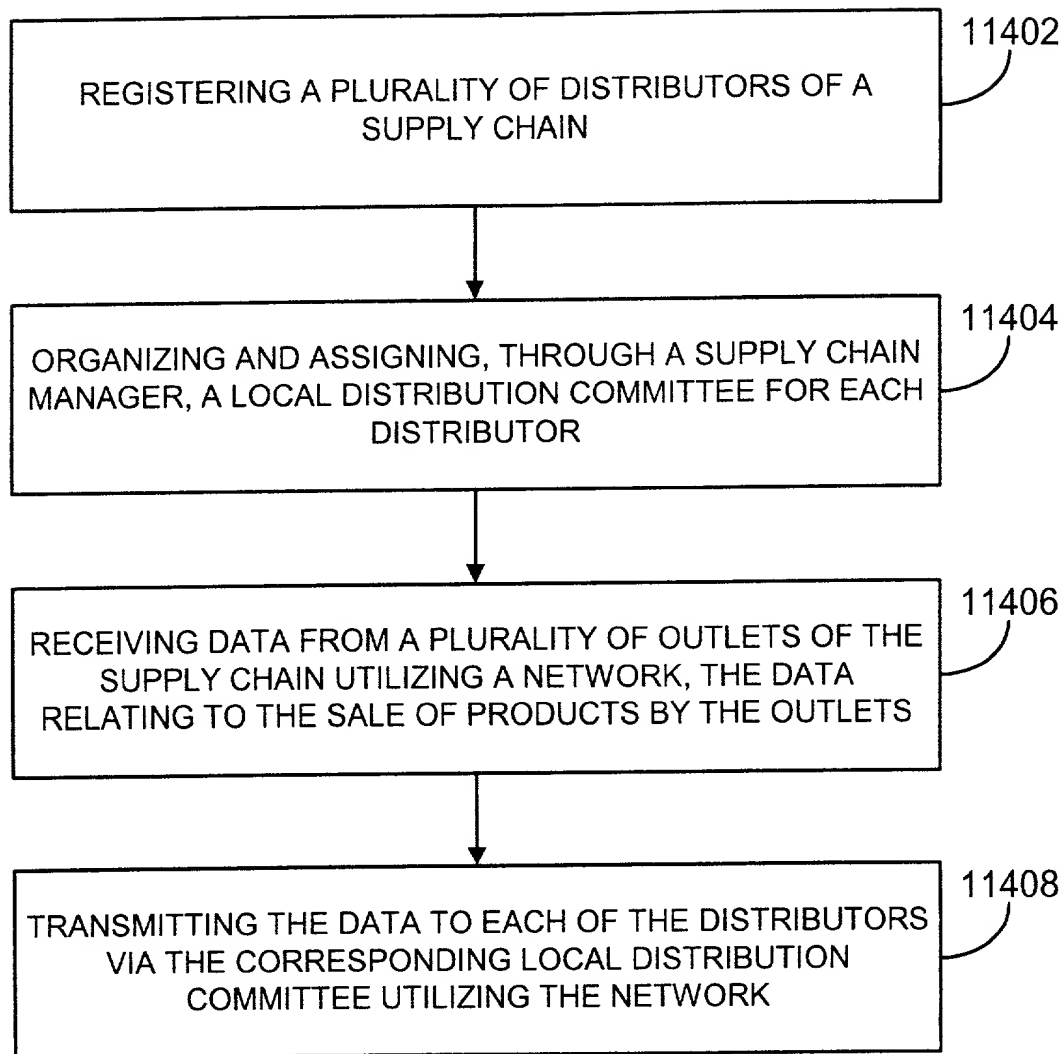 11402
REGISTERING A PLURALITY OF DISTRIBUTORS OF A
SUPPLY CHAIN
11404
ORGANIZING AND ASSIGNING, THROUGH A SUPPLY CHAIN
MANAGER, A LOCAL DISTRIBUTION COMMITTEE FOR EACH
DISTRIBUTOR
11406
RECEIVING DATA FROM A PLURALITY OF OUTLETS OF THE
SUPPLY CHAIN UTILIZING A NETWORK, THE DATA
RELATING TO THE SALE OF PRODUCTS BY THE OUTLETS
11408
TRANSMITTING THE DATA TO EACH OF THE DISTRIBUTORS
VIA THE CORRESPONDING LOCAL DISTRIBUTION
COMMITTEE UTILIZING THE NETWORK